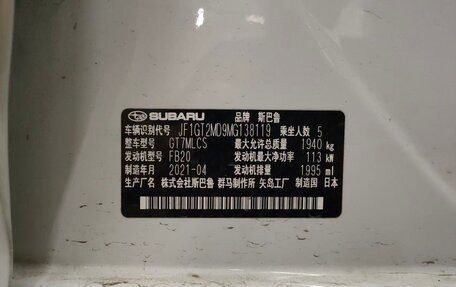 SUBARU 品牌 斯巴鲁
车辆识别代号 JF1GT2MD9MG138119 乘坐人数 5
整车型号 GT7MLCS 最大允许总质量 1940 kg
发动机型号 FB20 发动机最大净功率 113 kW
制造年月 2021-04 发动机排量 1995 ml
制造商 株式会社斯巴鲁 群马制作所 矢岛工厂 制造国 日本